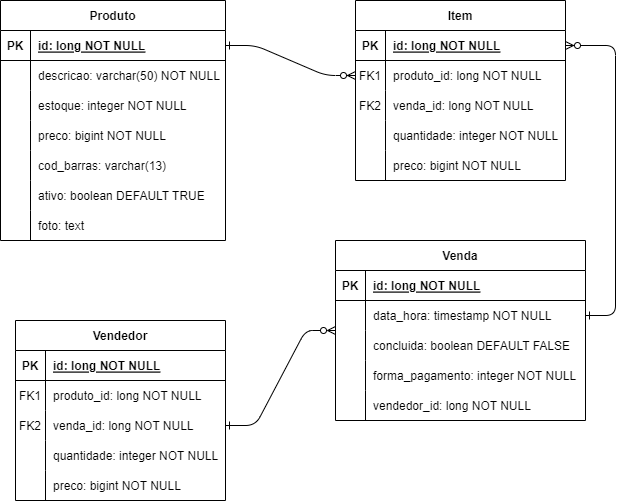 Produto
PK id: long NOT NULL
descricao: varchar(50) NOT NULL
estoque: integer NOT NULL
preco: bigint NOT NULL
cod_barras: varchar(13)
ativo: boolean DEFAULT TRUE
foto: text
Item
PK id: long NOT NULL
FK1 produto_id: long NOT NULL
FK2 venda_id: long NOT NULL
quantidade: integer NOT NULL
preco: bigint NOT NULL
Venda
PK id: long NOT NULL
data_hora: timestamp NOT NULL
concluida: boolean DEFAULT FALSE
forma_pagamento: integer NOT NULL
vendedor_id: long NOT NULL
Vendedor
PK id: long NOT NULL
FK1 produto_id: long NOT NULL
FK2 venda_id: long NOT NULL
quantidade: integer NOT NULL
preco: bigint NOT NULL